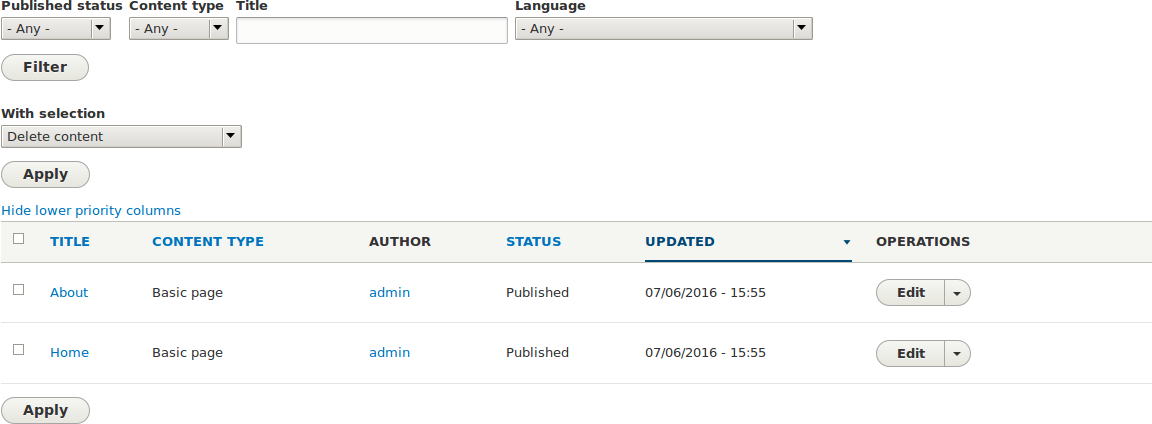 Published status Content type Title Language
- Any - - Any - - Any -
Filter
With selection
Delete content
Apply
Hide lower priority columns
TITLE CONTENT TYPE AUTHOR STATUS UPDATED OPERATIONS
About Basic page admin Published 07/06/2016 - 15:55 Edit
Home Basic page admin Published 07/06/2016 - 15:55 Edit
Apply